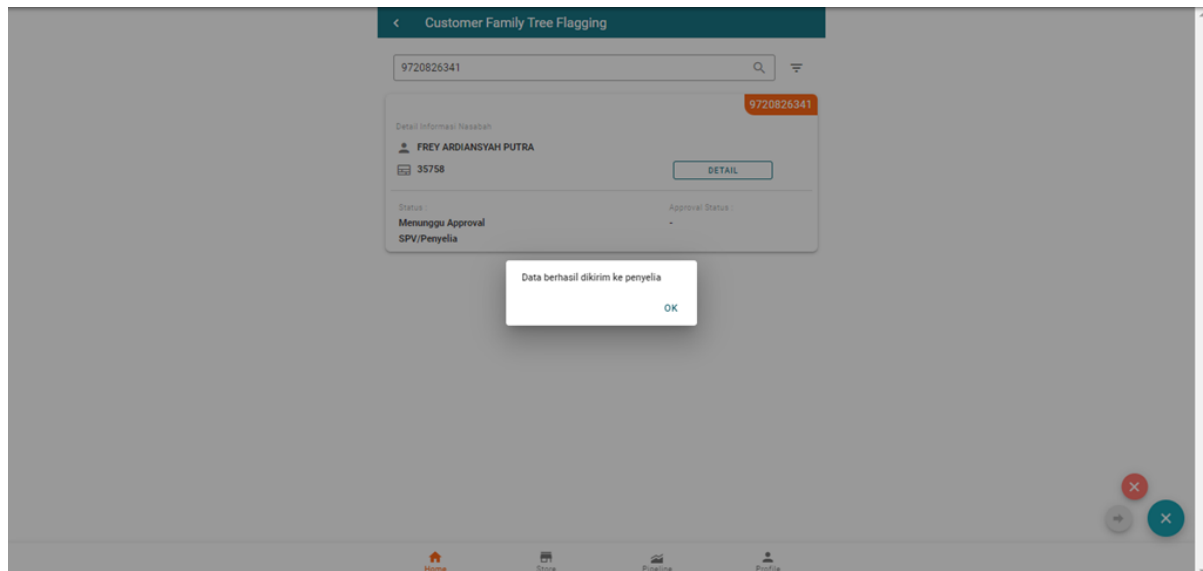 Customer Family Tree Flagging
9720826341
9720826341
Detail Informasi Nasabah
FREY ARDIANSYAH PUTRA
35758
DETAIL
Status :
Approval Status :
Menunggu Approval
-
SPV/Penyelia
Data berhasil dikirim ke penyelia
OK
Home
Store
Pipeline
Profile